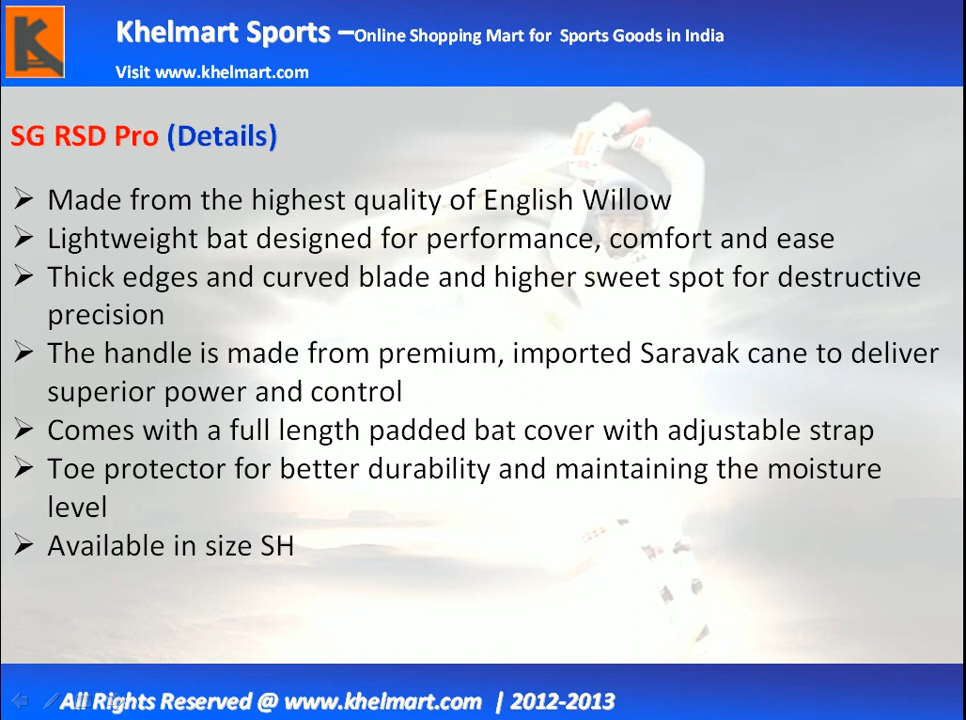 Khelmart Sports –Online Shopping Mart for Sports Goods in India
Visit www.khelmart.com
SG RSD Pro (Details)
➢ Made from the highest quality of English Willow
➢ Lightweight bat designed for performance, comfort and ease
➢ Thick edges and curved blade and higher sweet spot for destructive
precision
➢ The handle is made from premium, imported Saravak cane to deliver
superior power and control
➢ Comes with a full length padded bat cover with adjustable strap
➢ Toe protector for better durability and maintaining the moisture
level
➢ Available in size SH
All Rights Reserved @ www.khelmart.com | 2012-2013